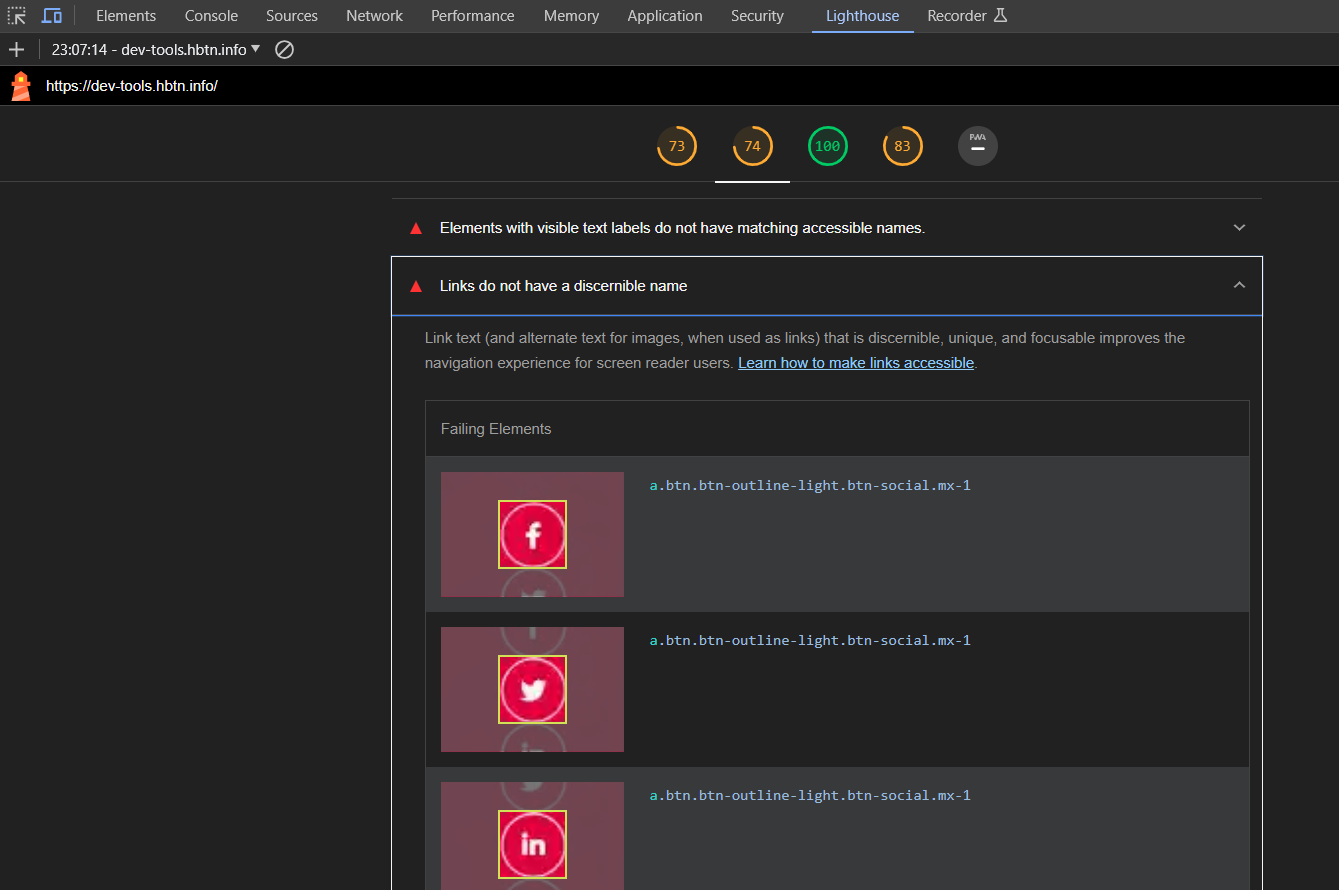 Elements Console Sources Network Performance Memory Application Security Lighthouse Recorder
23:07:14 - dev-tools.hbtn.info
https://dev-tools.hbtn.info/
73 74 100 83 PWA
Elements with visible text labels do not have matching accessible names.
Links do not have a discernible name
Link text (and alternate text for images, when used as links) that is discernible, unique, and focusable improves the
navigation experience for screen reader users. Learn how to make links accessible.
Failing Elements
a.btn.btn-outline-light.btn-social.mx-1
f
a.btn.btn-outline-light.btn-social.mx-1
in
a.btn.btn-outline-light.btn-social.mx-1
in